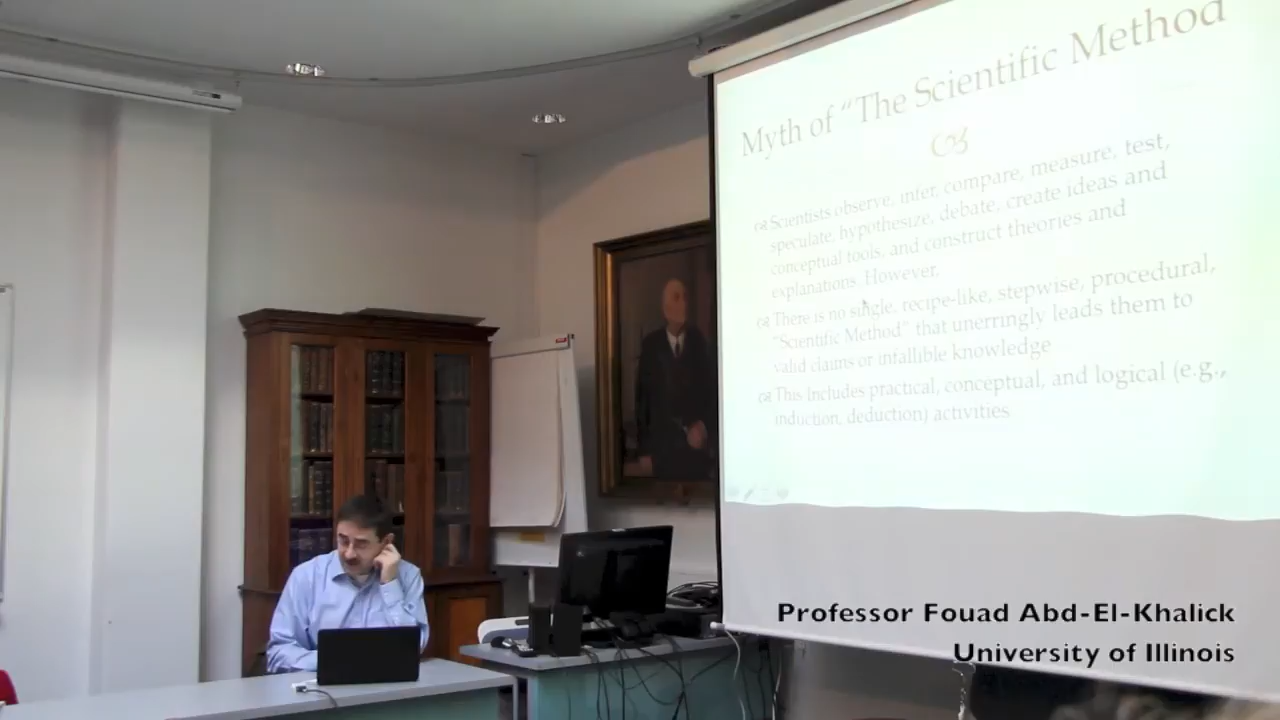 Myth of “The Scientific Method
Scientists observe, infer, compare, measure, test,
speculate, hypothesize, debate, create ideas and
conceptual tools, and construct theories and
explanations. However,
There is no single, recipe-like, stepwise, procedural,
“Scientific Method” that unerringly leads them to
valid claims or infallible knowledge
This Includes practical, conceptual, and logical (e.g.,
induction, deduction) activities
Professor Fouad Abd-El-Khalick
University of Illinois